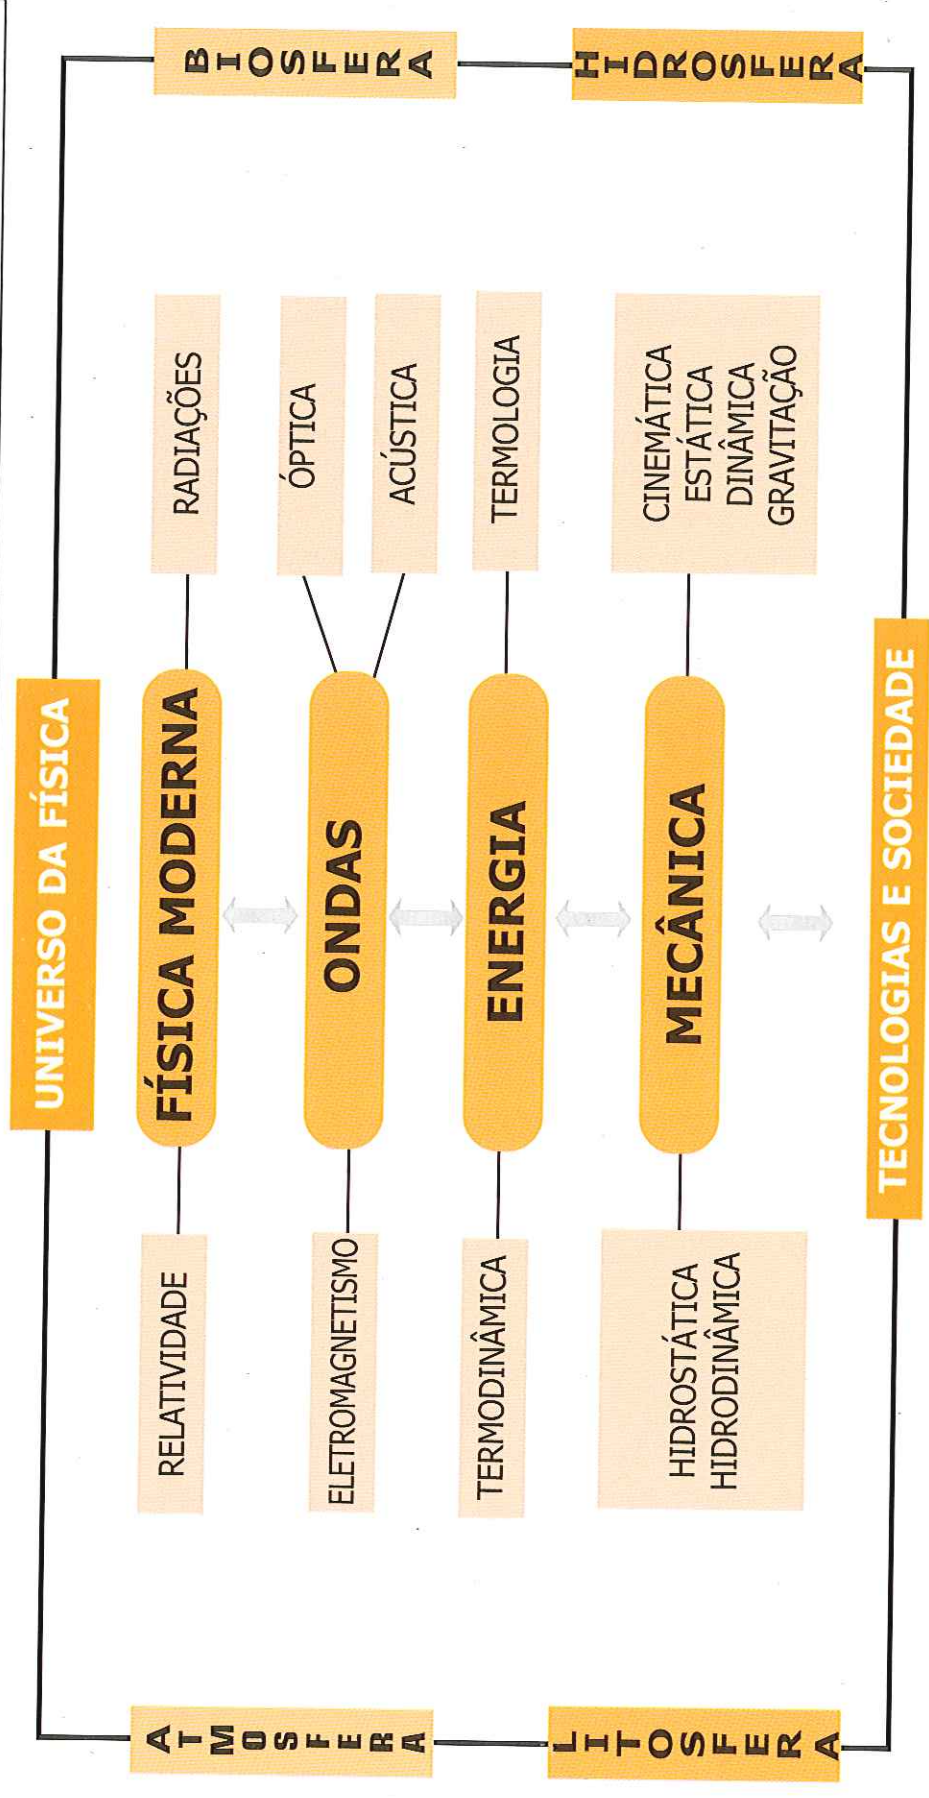 UNIVERSO DA FÍSICA
ATMOSFERA
BIOSFERA
RELATIVIDADE
FÍSICA MODERNA
RADIAÇÕES
ELETROMAGNETISMO
ONDAS
ÓPTICA
ACÚSTICA
TERMODINÂMICA
ENERGIA
TERMOLOGIA
LITOSFERA
HIDROSFERA
HIDROSTÁTICA
HIDRODINÂMICA
MECÂNICA
CINEMÁTICA
ESTÁTICA
DINÂMICA
GRAVITAÇÃO
TECNOLOGIAS E SOCIEDADE